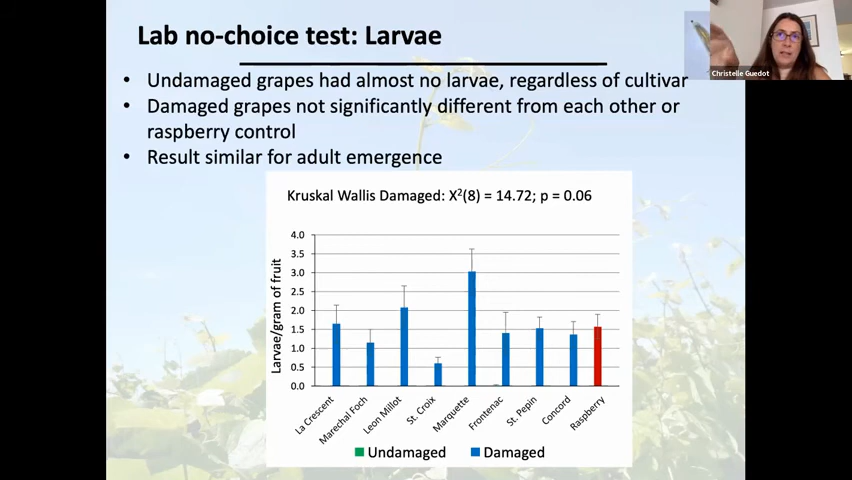 Lab no-choice test: Larvae
Christelle Guedot
• Undamaged grapes had almost no larvae, regardless of cultivar
• Damaged grapes not significantly different from each other or
raspberry control
• Result similar for adult emergence
Kruskal Wallis Damaged: X²(8) = 14.72; p = 0.06
Larvae/gram of fruit
4.0
3.5
3.0
2.5
2.0
1.5
1.0
0.5
0.0
La Crescent
Marechal Foch
Leon Millot
St. Croix
Marquette
Frontenac
St. Pepin
Concord
Raspberry
Undamaged
Damaged